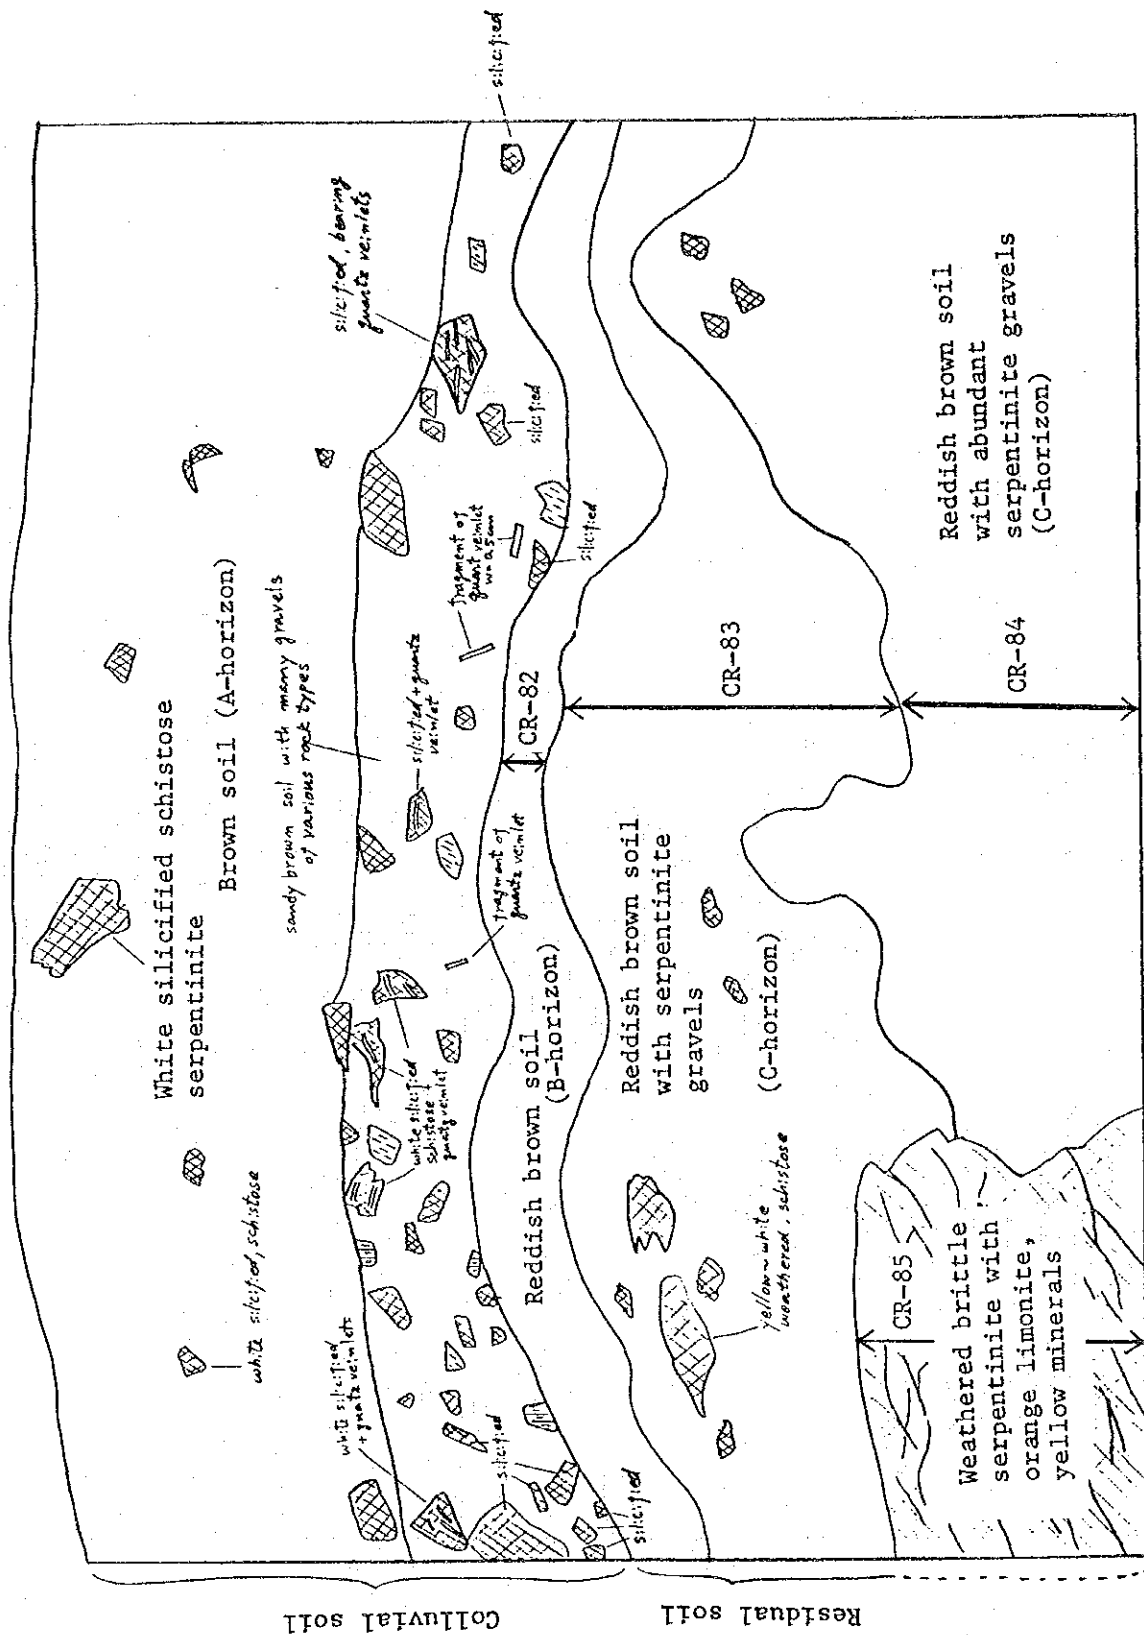 silicified
silicified, bearing
quartz veinlets
White silicified schistose
serpentinite
Brown soil (A-horizon)
white silicified, schistose
sandy brown soil with many gravels
of various rock types
white silicified
+ quartz veinlets
white silicified
schistose
quartz veinlet
silicified + quartz
veinlet
fragment of
quartz veinlet
fragment of
quart veinlet
silicified
silicified
silicified
silicified
CR-82
Reddish brown soil
(B-horizon)
Reddish brown soil
with serpentinite
gravels
(C-horizon)
CR-83
yellow~white
weathered, schistose
Reddish brown soil
with abundant
serpentinite gravels
(C-horizon)
CR-84
CR-85
Weathered brittle
serpentinite with
orange limonite,
yellow minerals
Colluvial soil
Residual soil